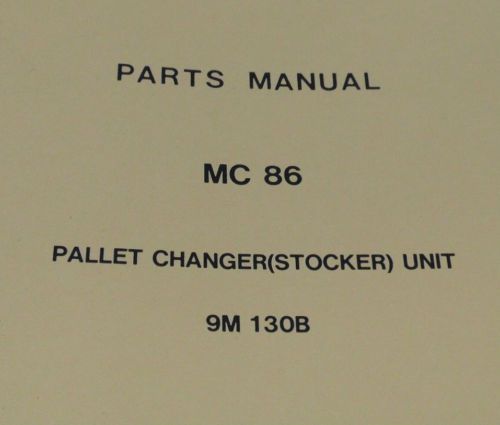 PARTS MANUAL
MC 86
PALLET CHANGER(STOCKER) UNIT
9M 130B